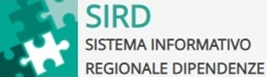 SIRD
SISTEMA INFORMATIVO
REGIONALE DIPENDENZE